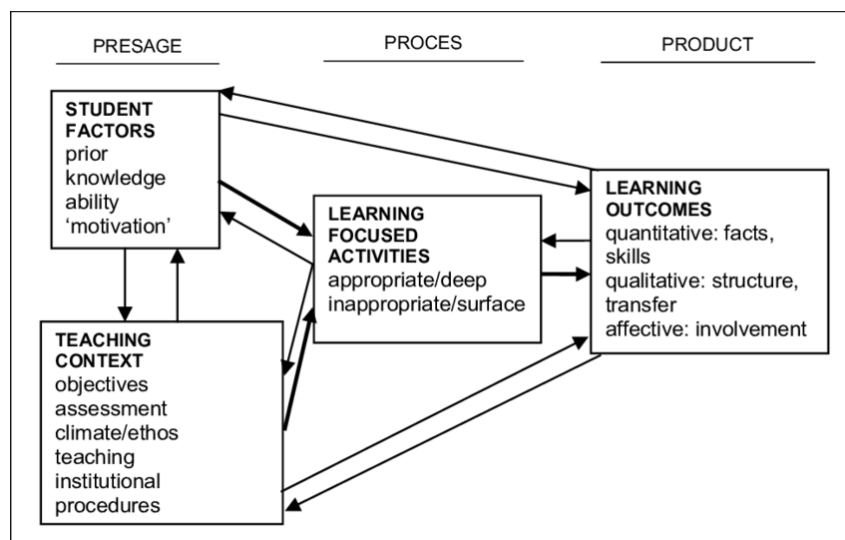 PRESAGE
PROCES
PRODUCT
STUDENT
FACTORS
prior
knowledge
ability
‘motivation’
TEACHING
CONTEXT
objectives
assessment
climate/ethos
teaching
institutional
procedures
LEARNING
FOCUSED
ACTIVITIES
appropriate/deep
inappropriate/surface
LEARNING
OUTCOMES
quantitative: facts,
skills
qualitative: structure,
transfer
affective: involvement